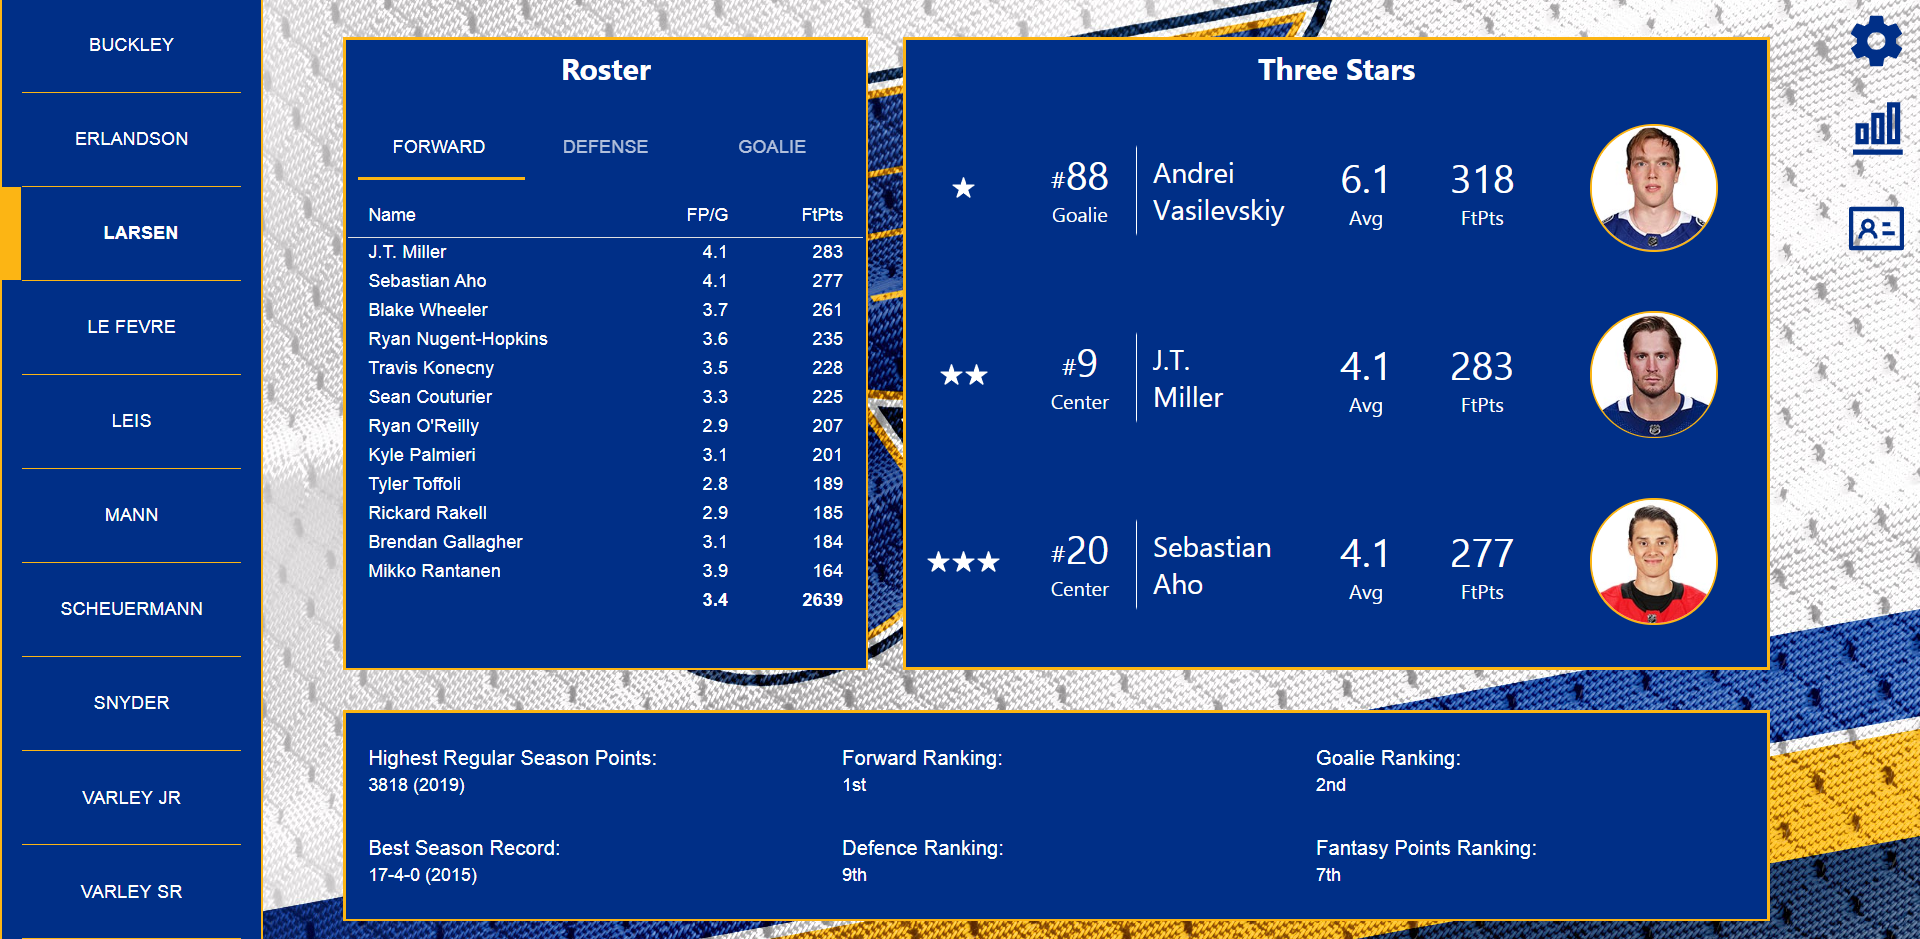 BUCKLEY
ERLANDSON
LARSEN
LE FEVRE
LEIS
MANN
SCHEUERMANN
SNYDER
VARLEY JR
VARLEY SR
Roster
FORWARD DEFENSE GOALIE
Name FP/G FtPts
J.T. Miller 4.1 283
Sebastian Aho 4.1 277
Blake Wheeler 3.7 261
Ryan Nugent-Hopkins 3.6 235
Travis Konecny 3.5 228
Sean Couturier 3.3 225
Ryan O'Reilly 2.9 207
Kyle Palmieri 3.1 201
Tyler Toffoli 2.8 189
Rickard Rakell 2.9 185
Brendan Gallagher 3.1 184
Mikko Rantanen 3.9 164
3.4 2639
Three Stars
#88 Andrei 6.1 318
Goalie Vasilevskiy Avg FtPts
#9 J.T. 4.1 283
Center Miller Avg FtPts
#20 Sebastian 4.1 277
Center Aho Avg FtPts
Highest Regular Season Points: Forward Ranking: Goalie Ranking:
3818 (2019) 1st 2nd
Best Season Record: Defence Ranking: Fantasy Points Ranking:
17-4-0 (2015) 9th 7th